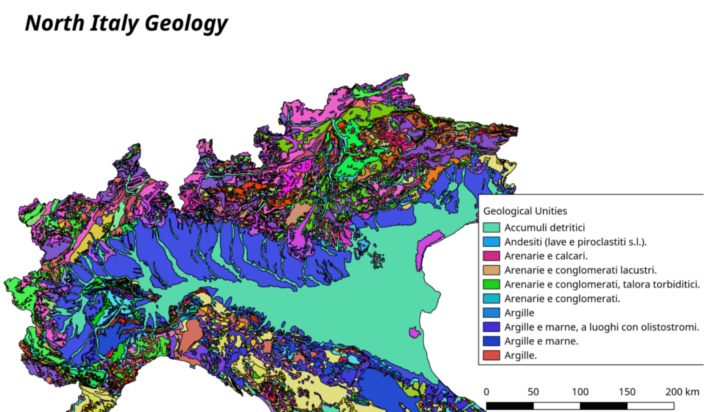 North Italy Geology
Geological Unities
Accumuli detritici
Andesiti (lave e piroclastiti s.l.).
Arenarie e calcari.
Arenarie e conglomerati lacustri.
Arenarie e conglomerati, talora torbiditici.
Arenarie e conglomerati.
Argille
Argille e marne, a luoghi con olistostromi.
Argille e marne.
Argille.
0 50 100 150 200 km